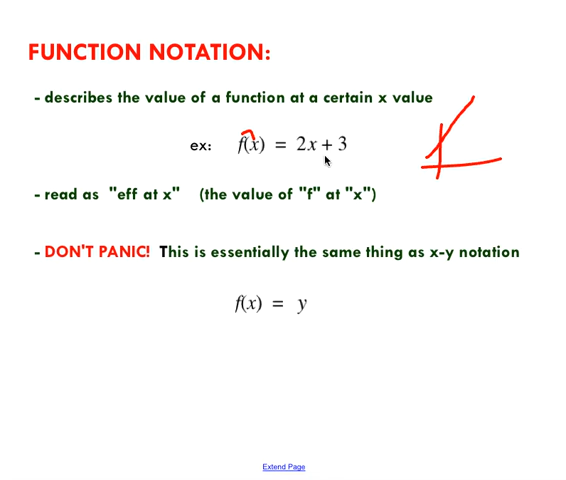 FUNCTION NOTATION:
- describes the value of a function at a certain x value
ex: f(x) = 2x + 3
- read as "eff at x" (the value of "f" at "x")
- DON'T PANIC! This is essentially the same thing as x-y notation
f(x) = y
Extend Page